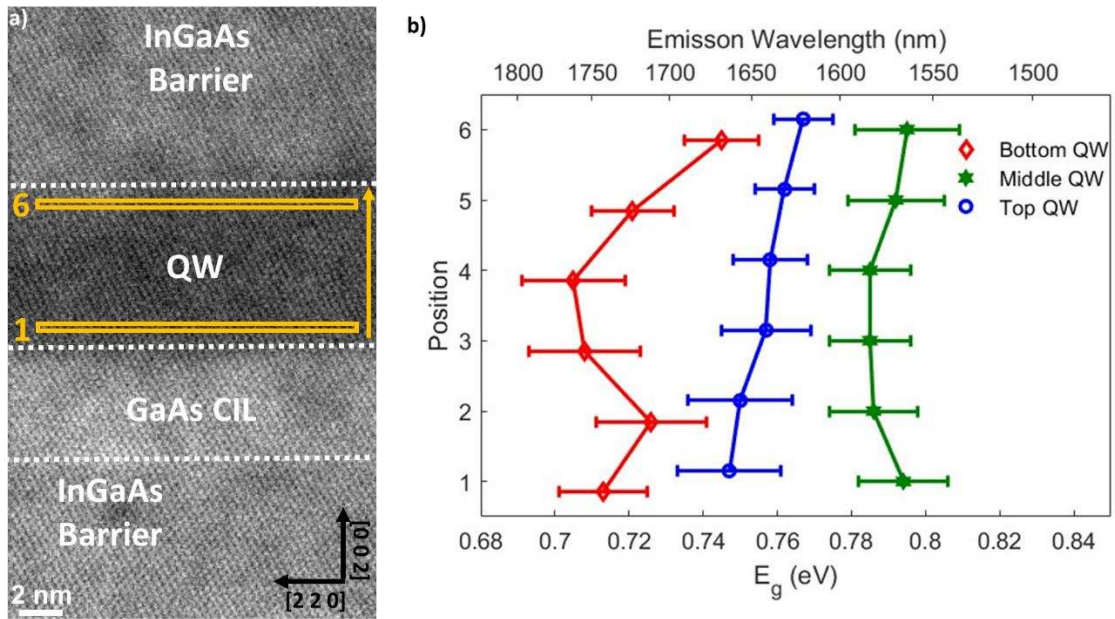 a)
InGaAs
Barrier
6
QW
1
GaAs CIL
InGaAs
Barrier
[0 0 2]
[2 2 0]
2 nm
b)
Emisson Wavelength (nm)
1800 1750 1700 1650 1600 1550 1500
6
5
4
3
2
1
Position
Bottom QW
Middle QW
Top QW
0.68 0.7 0.72 0.74 0.76 0.78 0.8 0.82 0.84
E_g (eV)